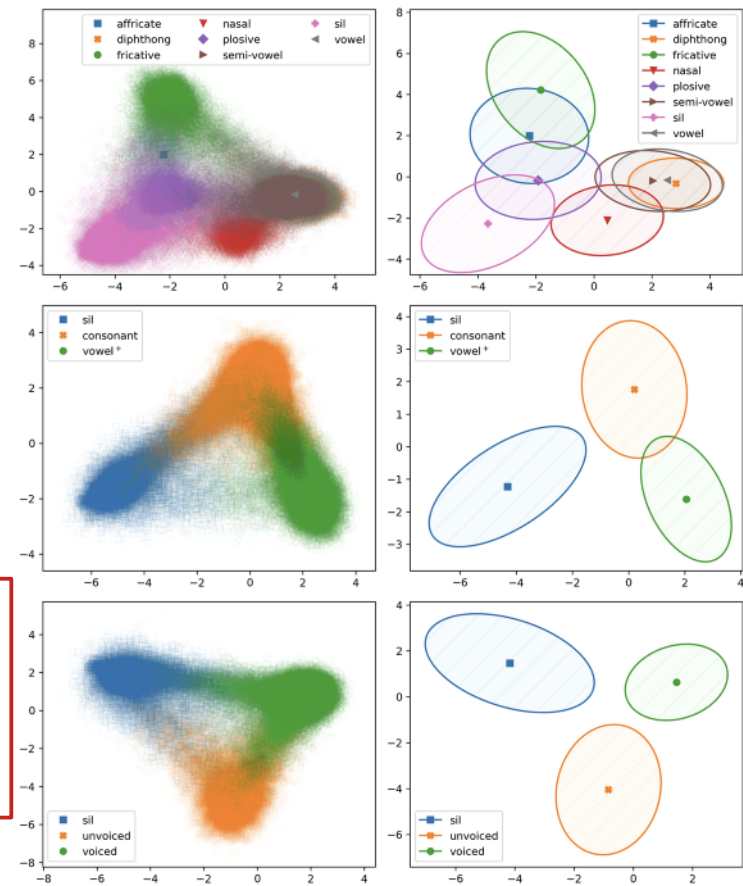 affricate nasal sil
diphthong plosive vowel
fricative semi-vowel
8
6
4
2
0
−2
−4
−6 −4 −2 0 2 4
affricate
diphthong
fricative
nasal
plosive
semi-vowel
sil
vowel
8
6
4
2
0
−2
−4
−6 −4 −2 0 2 4
sil
consonant
vowel+
4
2
0
−2
−4
−6 −4 −2 0 2 4
sil
consonant
vowel+
4
3
2
1
0
−1
−2
−3
−6 −4 −2 0 2 4
4
2
0
−2
−4
−6
−8
sil
unvoiced
voiced
−8 −6 −4 −2 0 2 4
4
2
0
−2
−4
−6
sil
unvoiced
voiced
−6 −4 −2 0 2